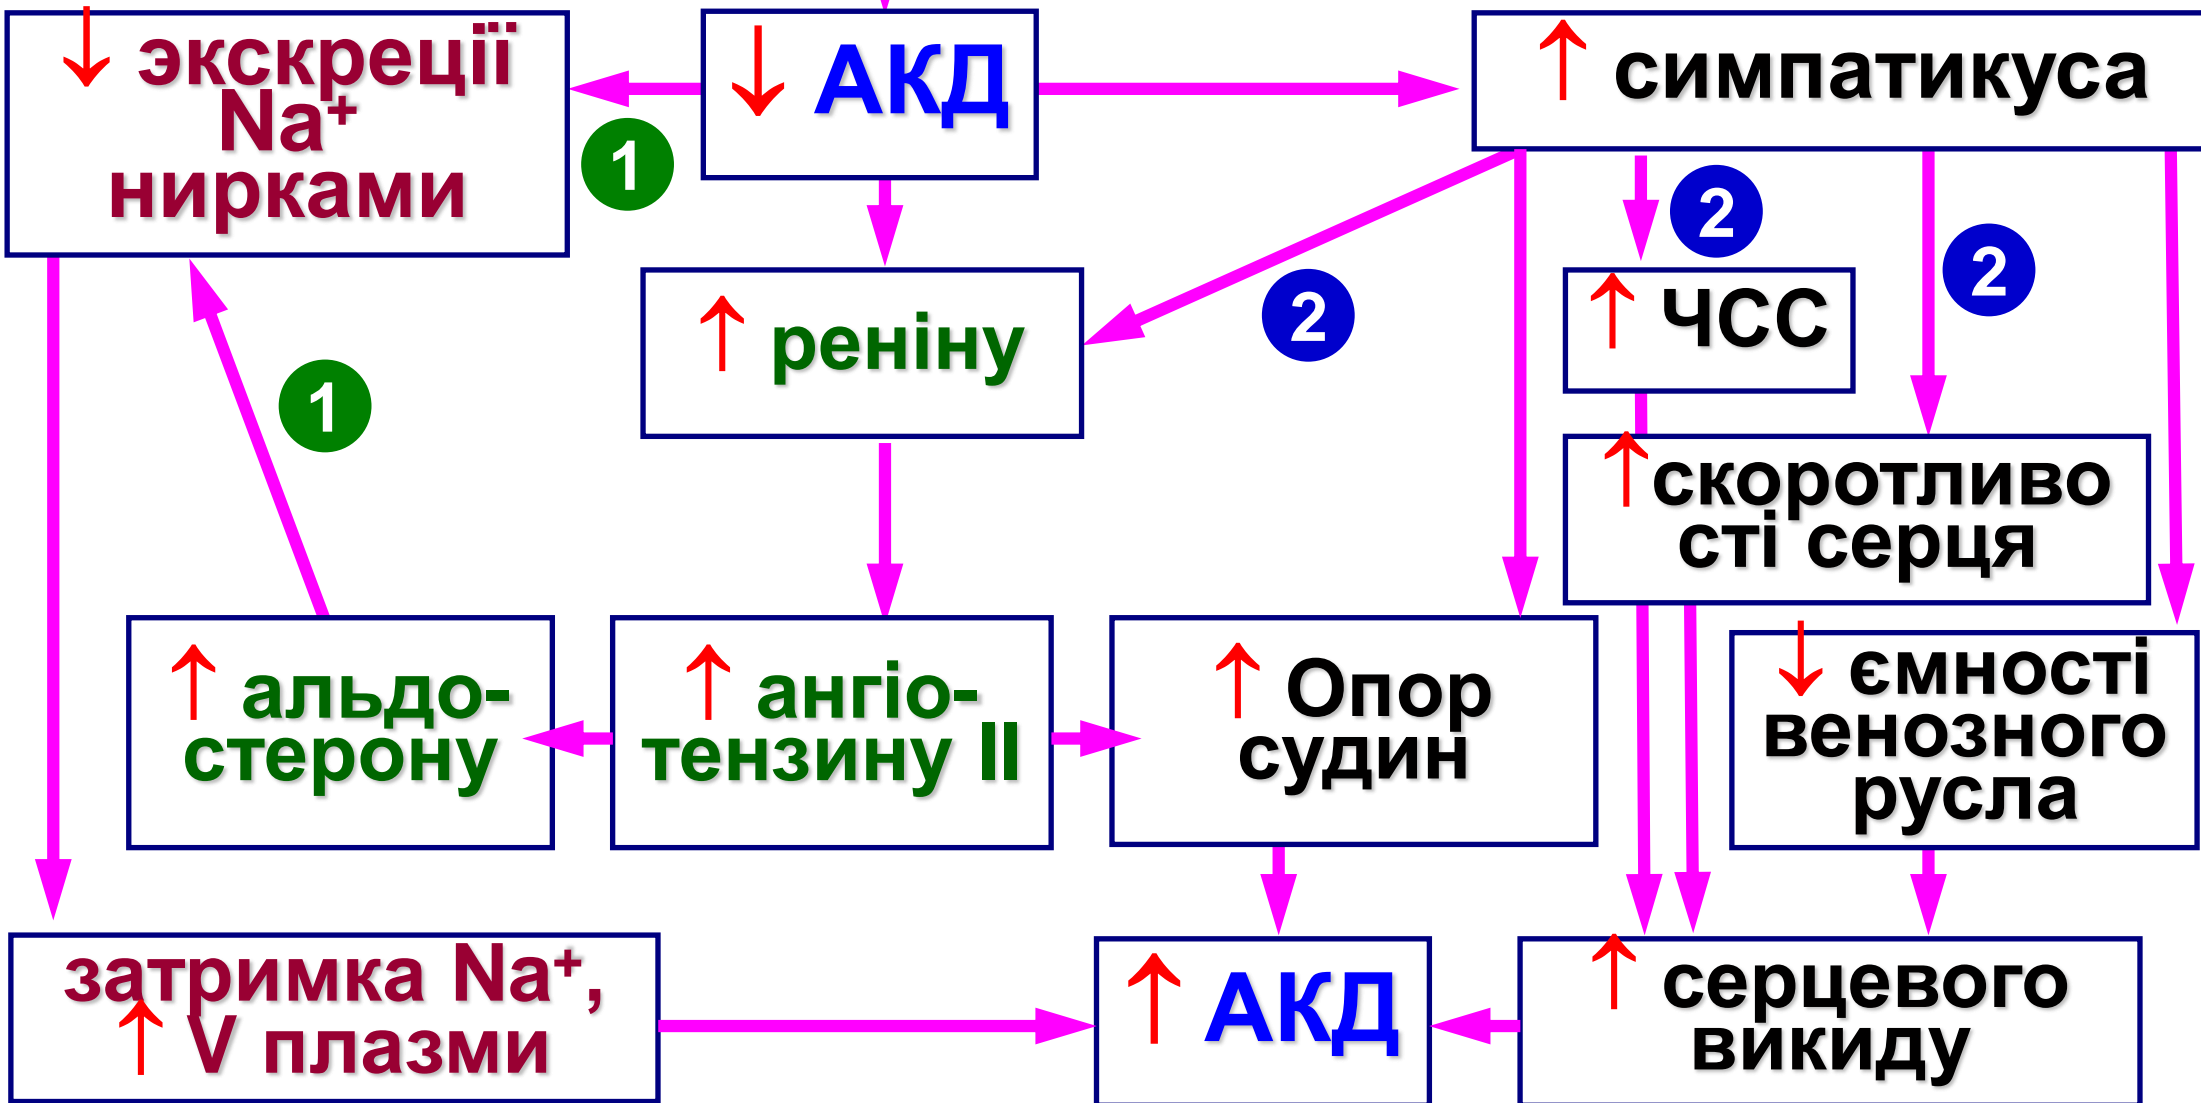 ↓ экскреції
Na⁺
нирками
↓ АКД
↑ симпатикуса
1
2
2
2
↑ реніну
↑ ЧСС
1
↑скоротливо
сті серця
↑ альдо-
стерону
↑ ангіо-
тензину II
↑ Опор
судин
↓ ємності
венозного
русла
затримка Na⁺,
↑ V плазми
↑ АКД
↑ серцевого
викиду